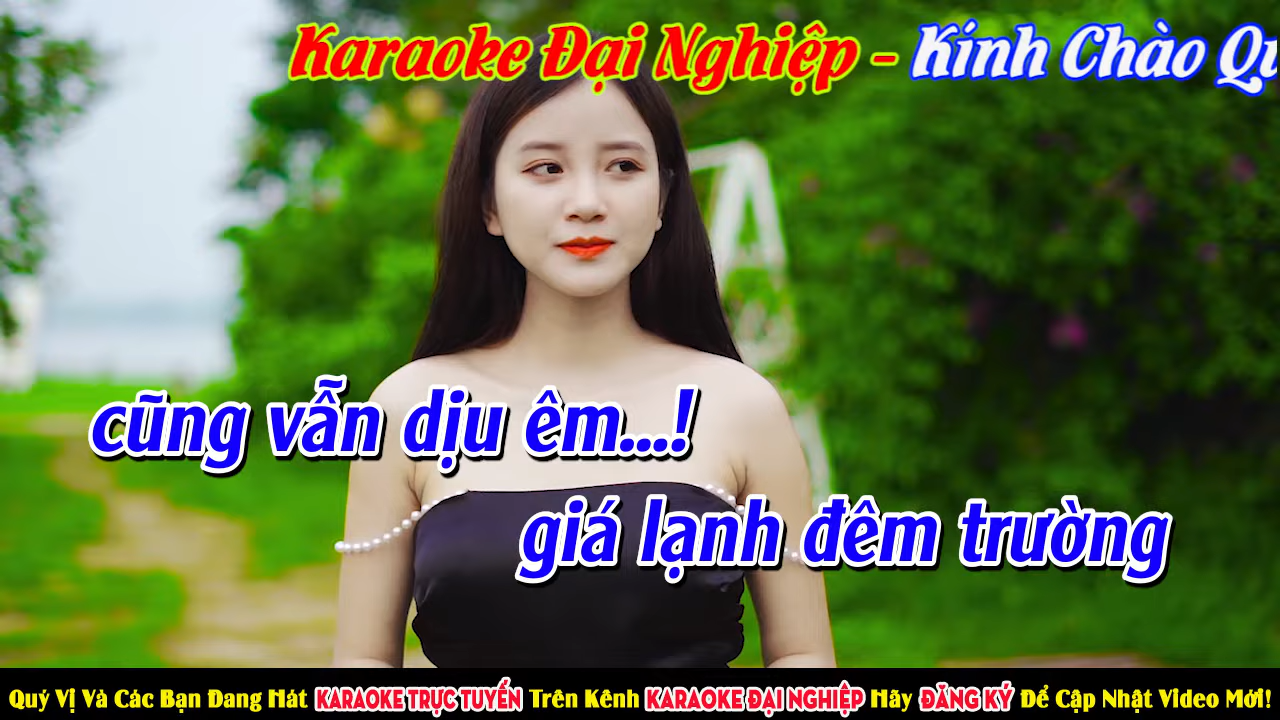 Karaoke Đại Nghiệp - Kính Chào
cũng vẫn dịu êm...!
giá lạnh đêm trường
Quý Vị Và Các Bạn Đang Hát KARAOKE TRỰC TUYẾN Trên Kênh KARAOKE ĐẠI NGHIỆP Hãy ĐĂNG KÝ Để Cập Nhật Video Mới!